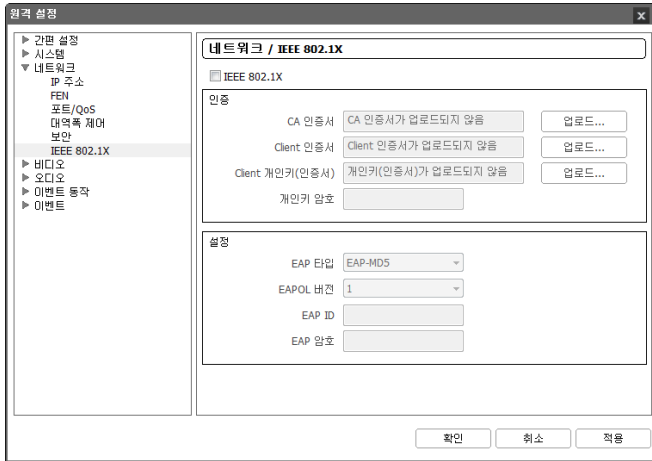 원격 설정
간편 설정
시스템
네트워크
IP 주소
FEN
포트/QoS
대역폭 제어
보안
IEEE 802.1X
비디오
오디오
이벤트 동작
이벤트
네트워크 / IEEE 802.1X
IEEE 802.1X
인증
CA 인증서 CA 인증서가 업로드되지 않음 업로드...
Client 인증서 Client 인증서가 업로드되지 않음 업로드...
Client 개인키(인증서) 개인키(인증서)가 업로드되지 않음 업로드...
개인키 암호
설정
EAP 타입 EAP-MD5
EAPOL 버전 1
EAP ID
EAP 암호
확인 취소 적용